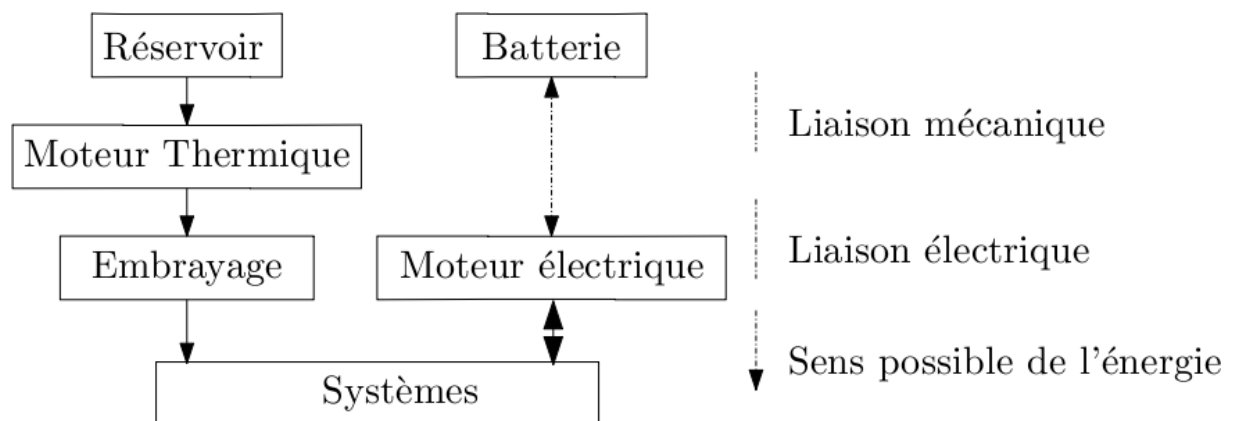 Réservoir
Batterie
Liaison mécanique
Moteur Thermique
Embrayage
Moteur électrique
Liaison électrique
Systèmes
Sens possible de l'énergie